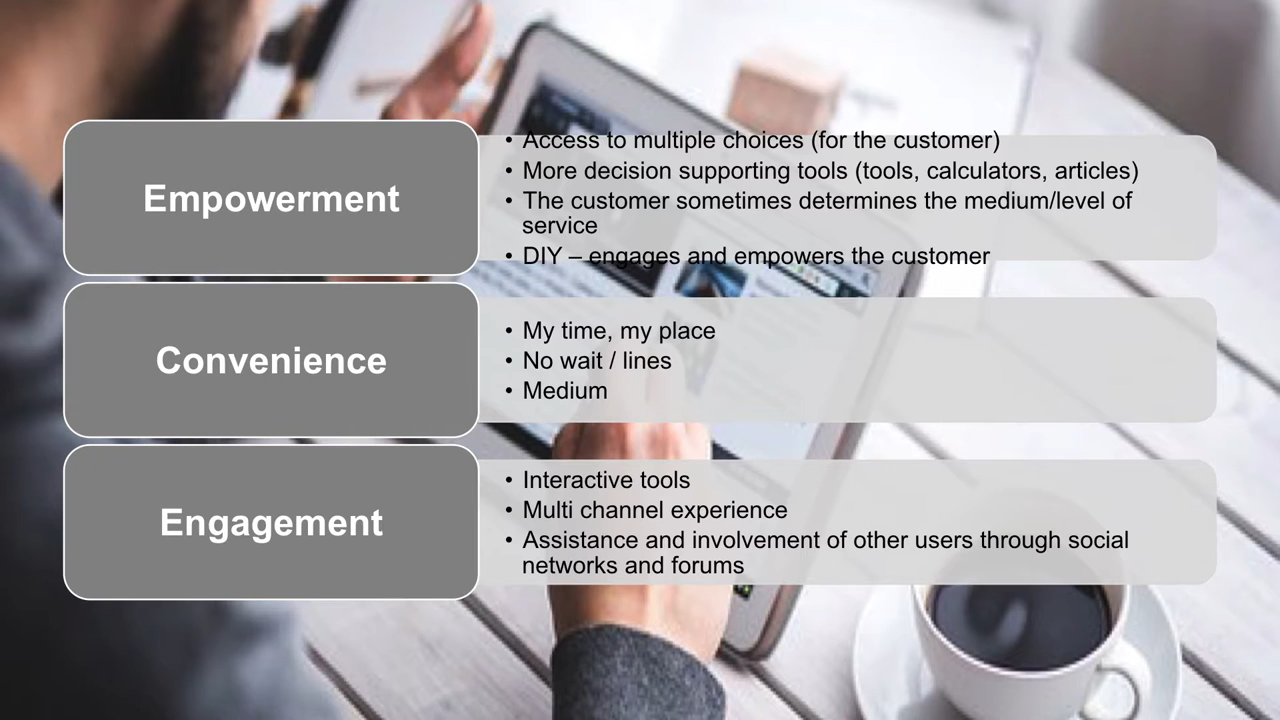 Empowerment
• Access to multiple choices (for the customer)
• More decision supporting tools (tools, calculators, articles)
• The customer sometimes determines the medium/level of
service
• DIY – engages and empowers the customer
Convenience
• My time, my place
• No wait / lines
• Medium
Engagement
• Interactive tools
• Multi channel experience
• Assistance and involvement of other users through social
networks and forums